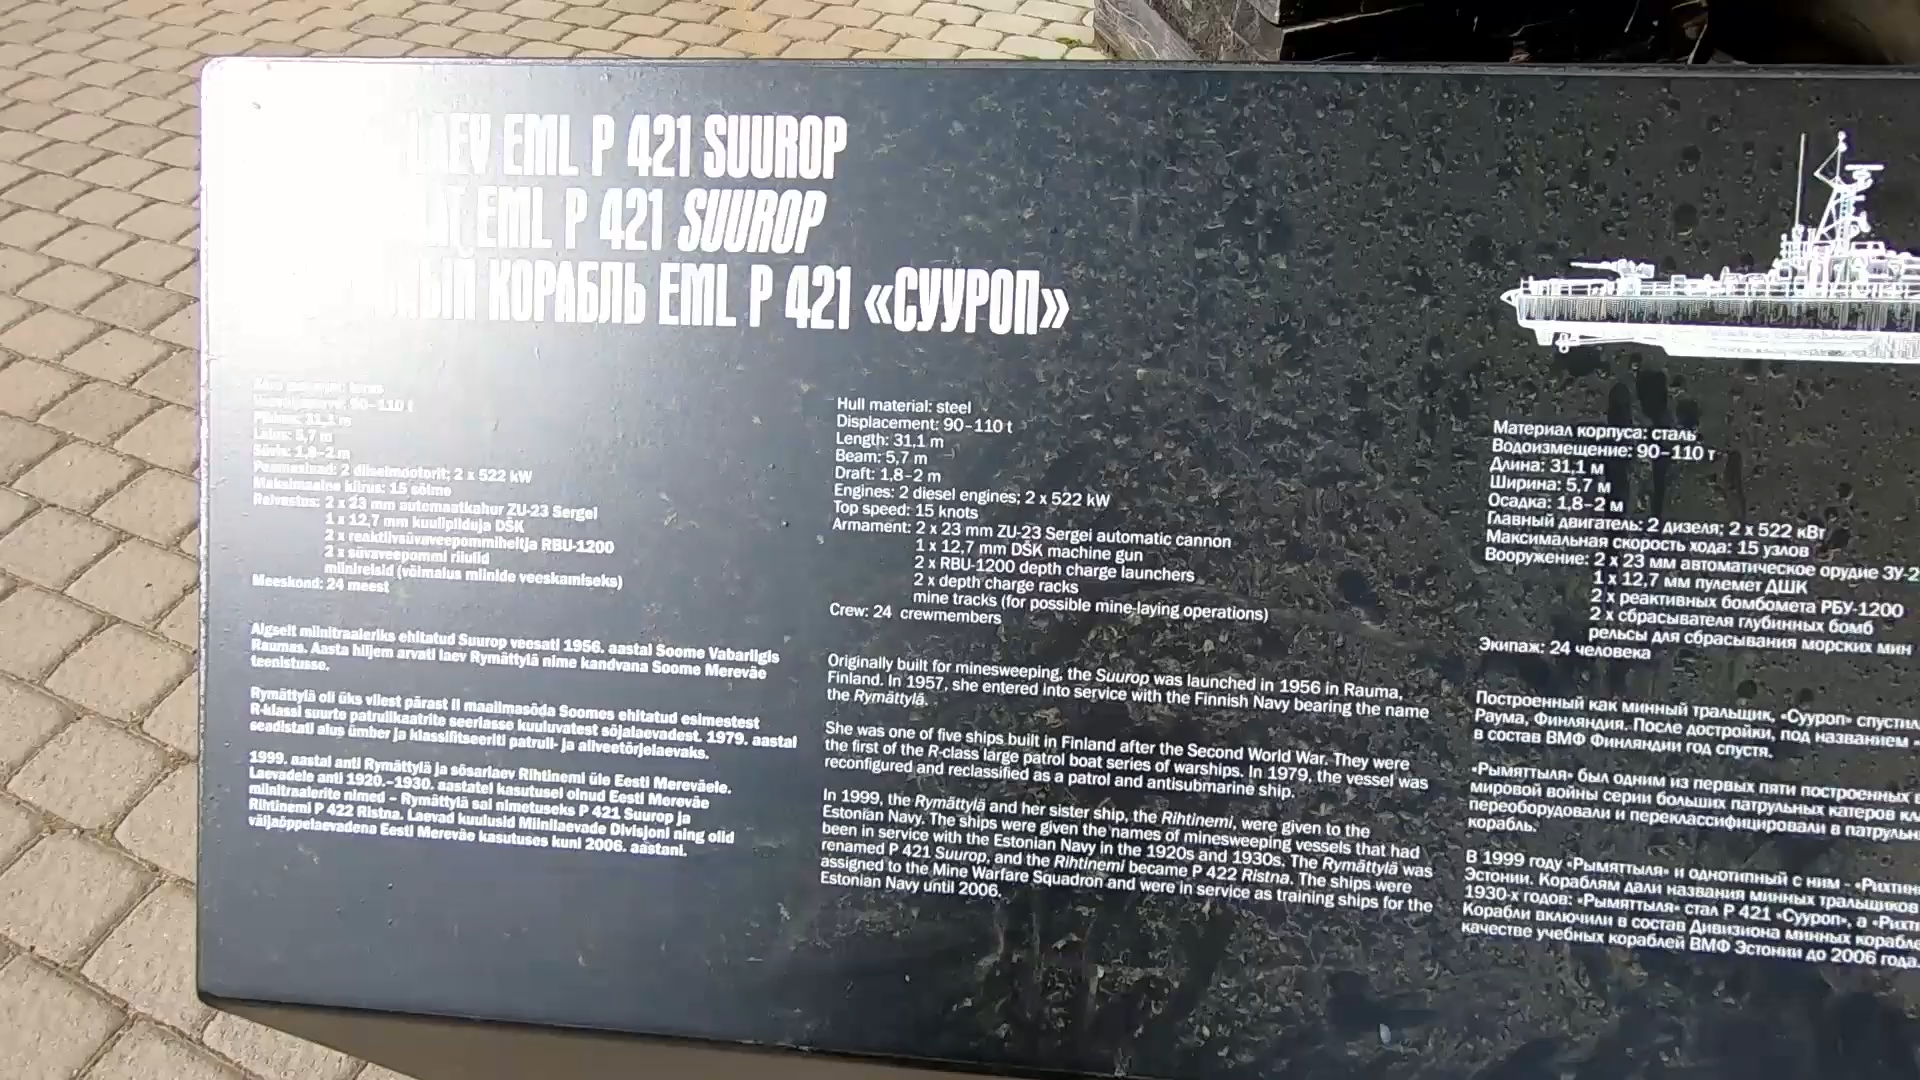 LAEV EML P 421 SUUROP
EML P 421 SUUROP
КОРАБЛЬ EML P 421 «СУУРОП»
90–110 t
Pikkus: 31,1 m
Laius: 5,7 m
Süvis: 1,8–2 m
Peamasinad: 2 diiselmootorit; 2 x 522 kW
Maksimaalne kiirus: 15 sõlme
Relvastus: 2 x 23 mm automaatkahur ZU-23 Sergei
1 x 12,7 mm kuulipilduja DŠK
2 x reaktiivsüvaveepommiheitja RBU-1200
2 x süvaveepommi riiulid
miinirelsid (võimalus miinide veeskamiseks)
Meeskond: 24 meest
Algselt miinitraaleriks ehitatud Suurop veesati 1956. aastal Soome Vabariigis
Raumas. Aasta hiljem arvati laev Rymättylä nime kandvana Soome Mereväe
teenistusse.
Rymättylä oli üks viiest pärast II maailmasõda Soomes ehitatud esimestest
R-klassi suurte patrullkaatrite seeriasse kuuluvatest sõjalaevadest. 1979. aastal
seadistati alus ümber ja klassifitseeriti patrull- ja allveetõrjelaevaks.
1999. aastal anti Rymättylä ja sõsarlaev Rihtinemi üle Eesti Mereväele.
Laevadele anti 1920.–1930. aastatel kasutusel olnud Eesti Mereväe
miinitraalerite nimed – Rymättylä sai nimetuseks P 421 Suurop ja
Rihtinemi P 422 Ristna. Laevad kuulusid Miinilaevade Divisjoni ning olid
väljaõppelaevadena Eesti Mereväe kasutuses kuni 2006. aastani.
Hull material: steel
Displacement: 90–110 t
Length: 31,1 m
Beam: 5,7 m
Draft: 1,8–2 m
Engines: 2 diesel engines; 2 x 522 kW
Top speed: 15 knots
Armament: 2 x 23 mm ZU-23 Sergei automatic cannon
1 x 12,7 mm DŠK machine gun
2 x RBU-1200 depth charge launchers
2 x depth charge racks
mine tracks (for possible mine-laying operations)
Crew: 24 crewmembers
Originally built for minesweeping, the Suurop was launched in 1956 in Rauma,
Finland. In 1957, she entered into service with the Finnish Navy bearing the name
the Rymättylä.
She was one of five ships built in Finland after the Second World War. They were
the first of the R-class large patrol boat series of warships. In 1979, the vessel was
reconfigured and reclassified as a patrol and antisubmarine ship.
In 1999, the Rymättylä and her sister ship, the Rihtinemi, were given to the
Estonian Navy. The ships were given the names of minesweeping vessels that had
been in service with the Estonian Navy in the 1920s and 1930s. The Rymättylä was
renamed P 421 Suurop, and the Rihtinemi became P 422 Ristna. The ships were
assigned to the Mine Warfare Squadron and were in service as training ships for the
Estonian Navy until 2006.
Материал корпуса: сталь
Водоизмещение: 90–110 т
Длина: 31,1 м
Ширина: 5,7 м
Осадка: 1,8–2 м
Главный двигатель: 2 дизеля; 2 x 522 кВт
Максимальная скорость хода: 15 узлов
Вооружение: 2 x 23 мм автоматическое орудие ЗУ-2
1 x 12,7 мм пулемет ДШК
2 x реактивных бомбомета РБУ-1200
2 x сбрасывателя глубинных бомб
рельсы для сбрасывания морских мин
Экипаж: 24 человека
Построенный как минный тральщик, «Суурoп» спустил
Раума, Финляндия. После достройки, под названием
в состав ВМФ Финляндии год спустя.
«Рымяттыля» был одним из первых пяти построенных
мировой войны серии больших патрульных катеров
переоборудовали и переклассифицировали в патруль
корабль.
В 1999 году «Рымяттыля» и однотипный с ним - «Рихтин
Эстонии. Кораблям дали названия минных тральщиков
1930-х годов: «Рымяттыля» стал Р 421 «Суурoп», а «Рихт
Корабли включили в состав Дивизиона минных корабле
качестве учебных кораблей ВМФ Эстонии до 2006 года.